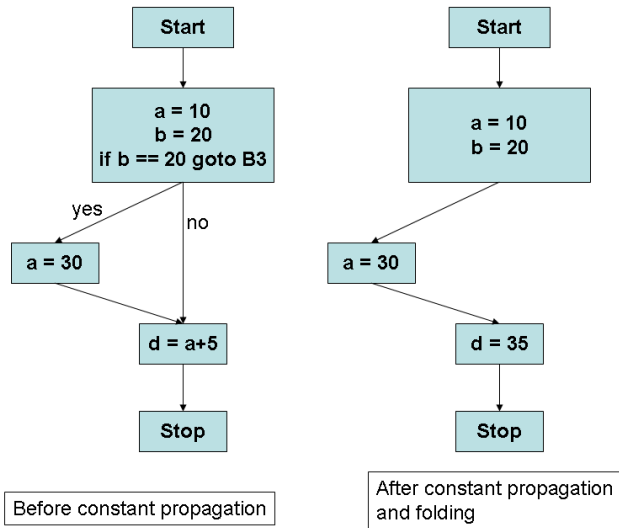 Start
a = 10
b = 20
if b == 20 goto B3
yes
no
a = 30
d = a+5
Stop
Before constant propagation
Start
a = 10
b = 20
a = 30
d = 35
Stop
After constant propagation
and folding